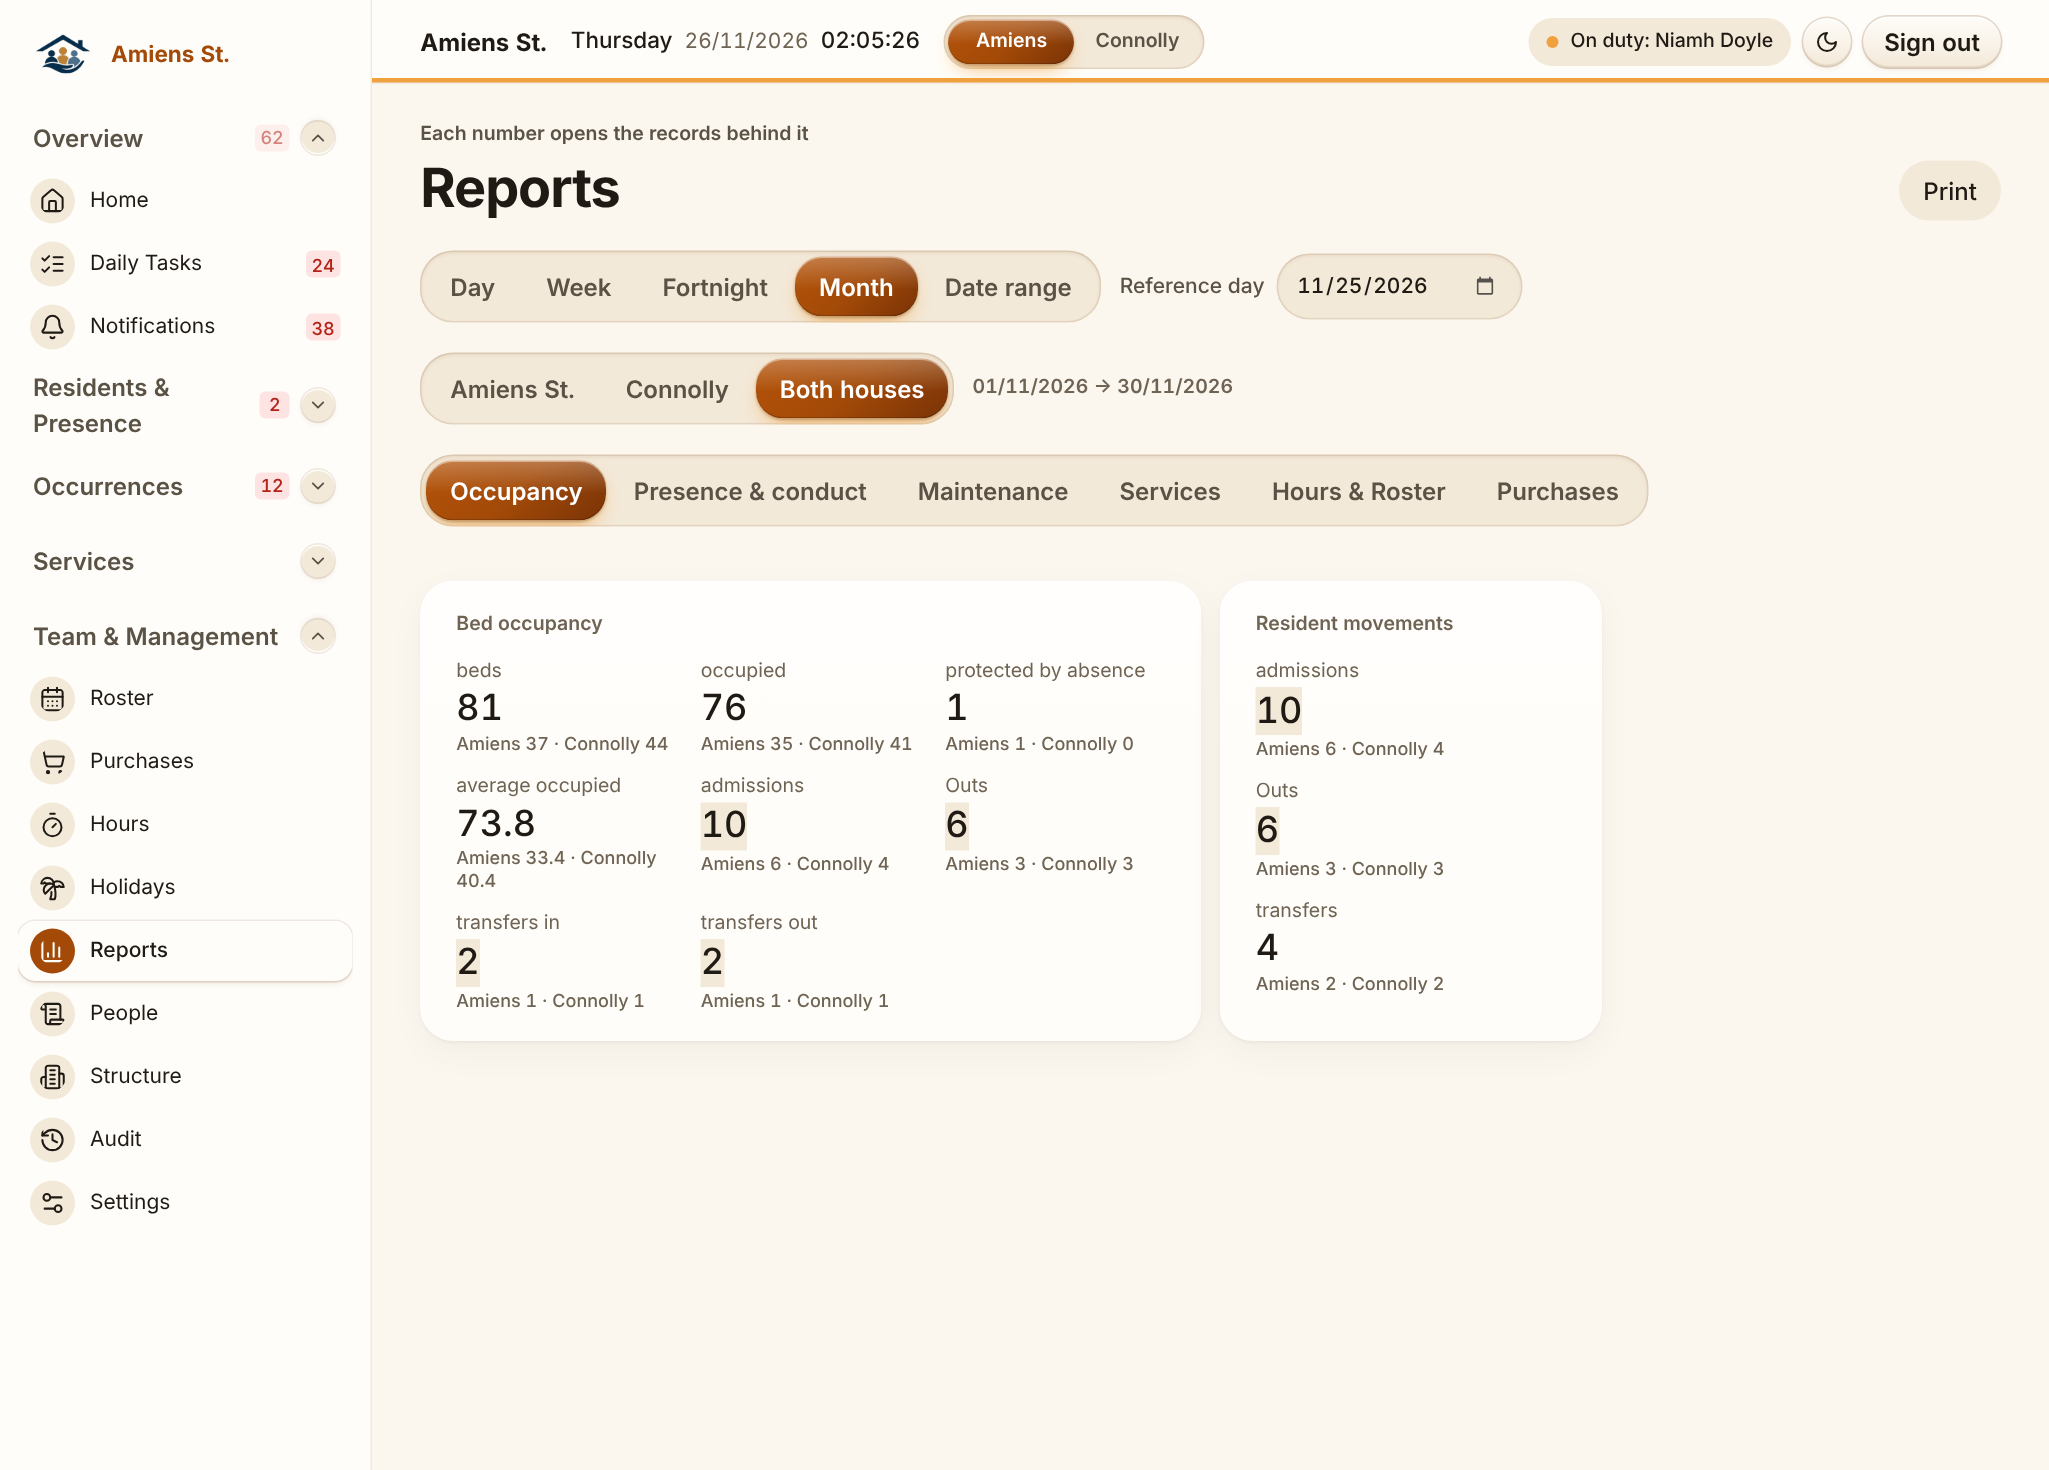 Amiens St.
Overview 62
Home
Daily Tasks 24
Notifications 38
Residents &
Presence 2
Occurrences 12
Services
Team & Management
Roster
Purchases
Hours
Holidays
Reports
People
Structure
Audit
Settings
Amiens St. Thursday 26/11/2026 02:05:26 Amiens Connolly On duty: Niamh Doyle Sign out
Each number opens the records behind it
Reports
Print
Day Week Fortnight Month Date range Reference day 11/25/2026
Amiens St. Connolly Both houses 01/11/2026 → 30/11/2026
Occupancy Presence & conduct Maintenance Services Hours & Roster Purchases
Bed occupancy
beds occupied protected by absence
81 76 1
Amiens 37 · Connolly 44 Amiens 35 · Connolly 41 Amiens 1 · Connolly 0
average occupied admissions Outs
73.8 10 6
Amiens 33.4 · Connolly
40.4
Amiens 6 · Connolly 4 Amiens 3 · Connolly 3
transfers in transfers out
2 2
Amiens 1 · Connolly 1 Amiens 1 · Connolly 1
Resident movements
admissions
10
Amiens 6 · Connolly 4
Outs
6
Amiens 3 · Connolly 3
transfers
4
Amiens 2 · Connolly 2